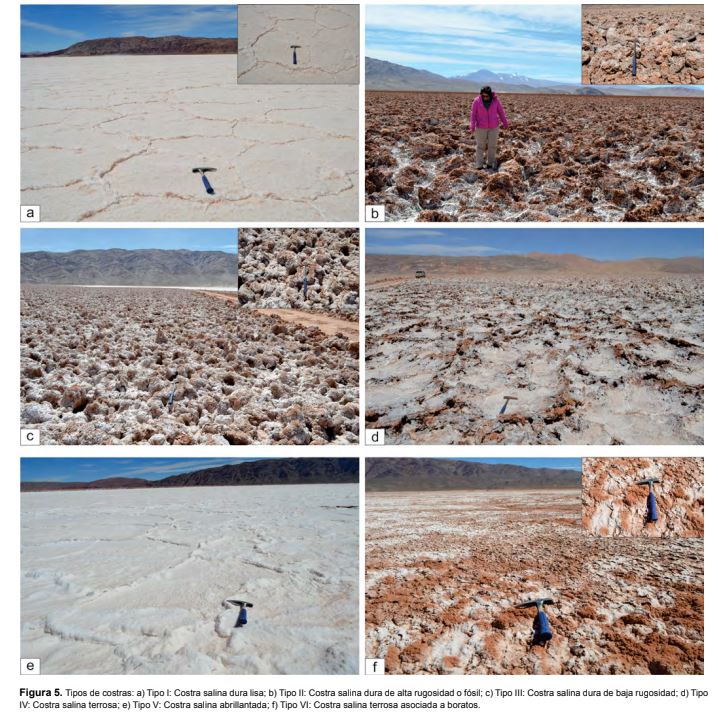 a
b
c
d
e
f
Figura 5. Tipos de costras: a) Tipo I: Costra salina dura lisa; b) Tipo II: Costra salina dura de alta rugosidad o fósil; c) Tipo III: Costra salina dura de baja rugosidad; d) Tipo
IV: Costra salina terrosa; e) Tipo V: Costra salina abrillantada; f) Tipo VI: Costra salina terrosa asociada a boratos.